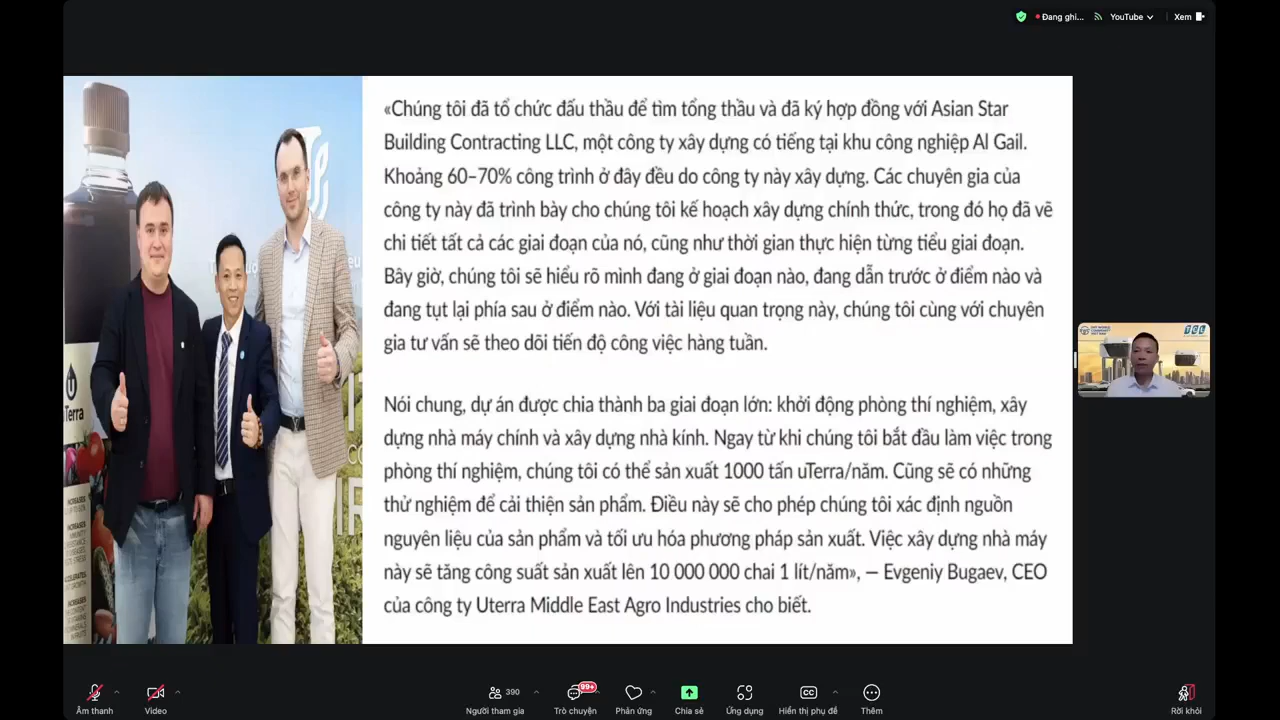 Đang ghi...
YouTube
Xem
«Chúng tôi đã tổ chức đấu thầu để tìm tổng thầu và đã ký hợp đồng với Asian Star
Building Contracting LLC, một công ty xây dựng có tiếng tại khu công nghiệp Al Gail.
Khoảng 60–70% công trình ở đây đều do công ty này xây dựng. Các chuyên gia của
công ty này đã trình bày cho chúng tôi kế hoạch xây dựng chính thức, trong đó họ đã vẽ
chi tiết tất cả các giai đoạn của nó, cũng như thời gian thực hiện từng tiểu giai đoạn.
Bây giờ, chúng tôi sẽ hiểu rõ mình đang ở giai đoạn nào, đang dẫn trước ở điểm nào và
đang tụt lại phía sau ở điểm nào. Với tài liệu quan trọng này, chúng tôi cùng với chuyên
gia tư vấn sẽ theo dõi tiến độ công việc hàng tuần.
Nói chung, dự án được chia thành ba giai đoạn lớn: khởi động phòng thí nghiệm, xây
dựng nhà máy chính và xây dựng nhà kính. Ngay từ khi chúng tôi bắt đầu làm việc trong
phòng thí nghiệm, chúng tôi có thể sản xuất 1000 tấn uTerra/năm. Cũng sẽ có những
thử nghiệm để cải thiện sản phẩm. Điều này sẽ cho phép chúng tôi xác định nguồn
nguyên liệu của sản phẩm và tối ưu hóa phương pháp sản xuất. Việc xây dựng nhà máy
này sẽ tăng công suất sản xuất lên 10 000 000 chai 1 lít/năm», — Evgeniy Bugaev, CEO
của công ty Uterra Middle East Agro Industries cho biết.
Terra
INCREASES
Âm thanh
Video
390
Người tham gia
99+
Trò chuyện
Phản ứng
Chia sẻ
Ứng dụng
CC
Hiển thị phụ đề
Thêm
Rời khỏi